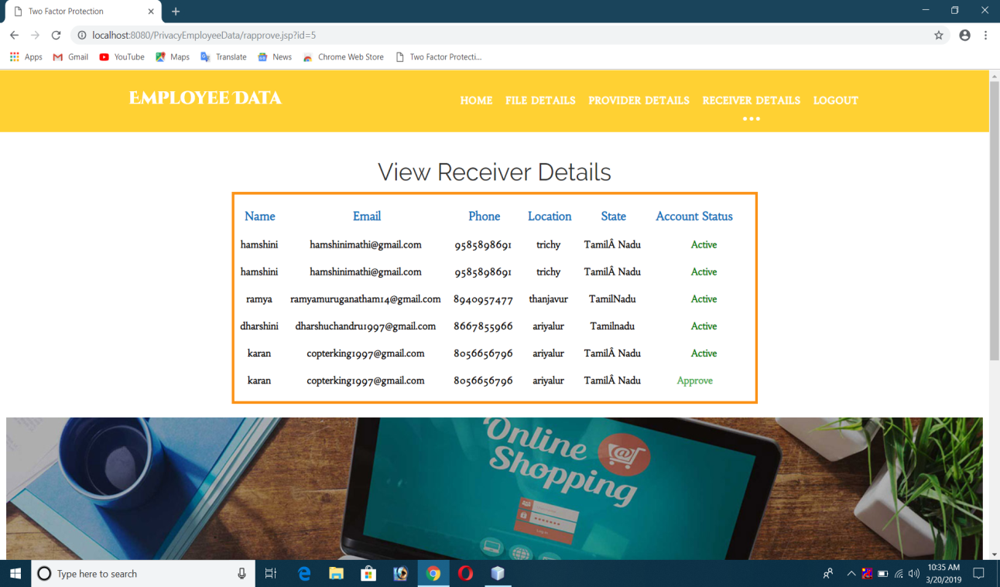 Two Factor Protection
localhost:8080/PrivacyEmployeeData/rapprove.jsp?id=5
Apps Gmail YouTube Maps Translate News Chrome Web Store Two Factor Protecti...
EMPLOYEE DATA
HOME FILE DETAILS PROVIDER DETAILS RECEIVER DETAILS LOGOUT
View Receiver Details
Name Email Phone Location State Account Status
hamshini hamshinimathi@gmail.com 9585898691 trichy TamilÂ Nadu Active
hamshini hamshinimathi@gmail.com 9585898691 trichy TamilÂ Nadu Active
ramya ramyamuruganatham14@gmail.com 8940957477 thanjavur TamilNadu Active
dharshini dharshuchandru1997@gmail.com 8667855966 ariyalur Tamilnadu Active
karan copterking1997@gmail.com 8056656796 ariyalur TamilÂ Nadu Active
karan copterking1997@gmail.com 8056656796 ariyalur TamilÂ Nadu Approve
Online
Shopping
Log in
Type here to search
10:35 AM
3/20/2019